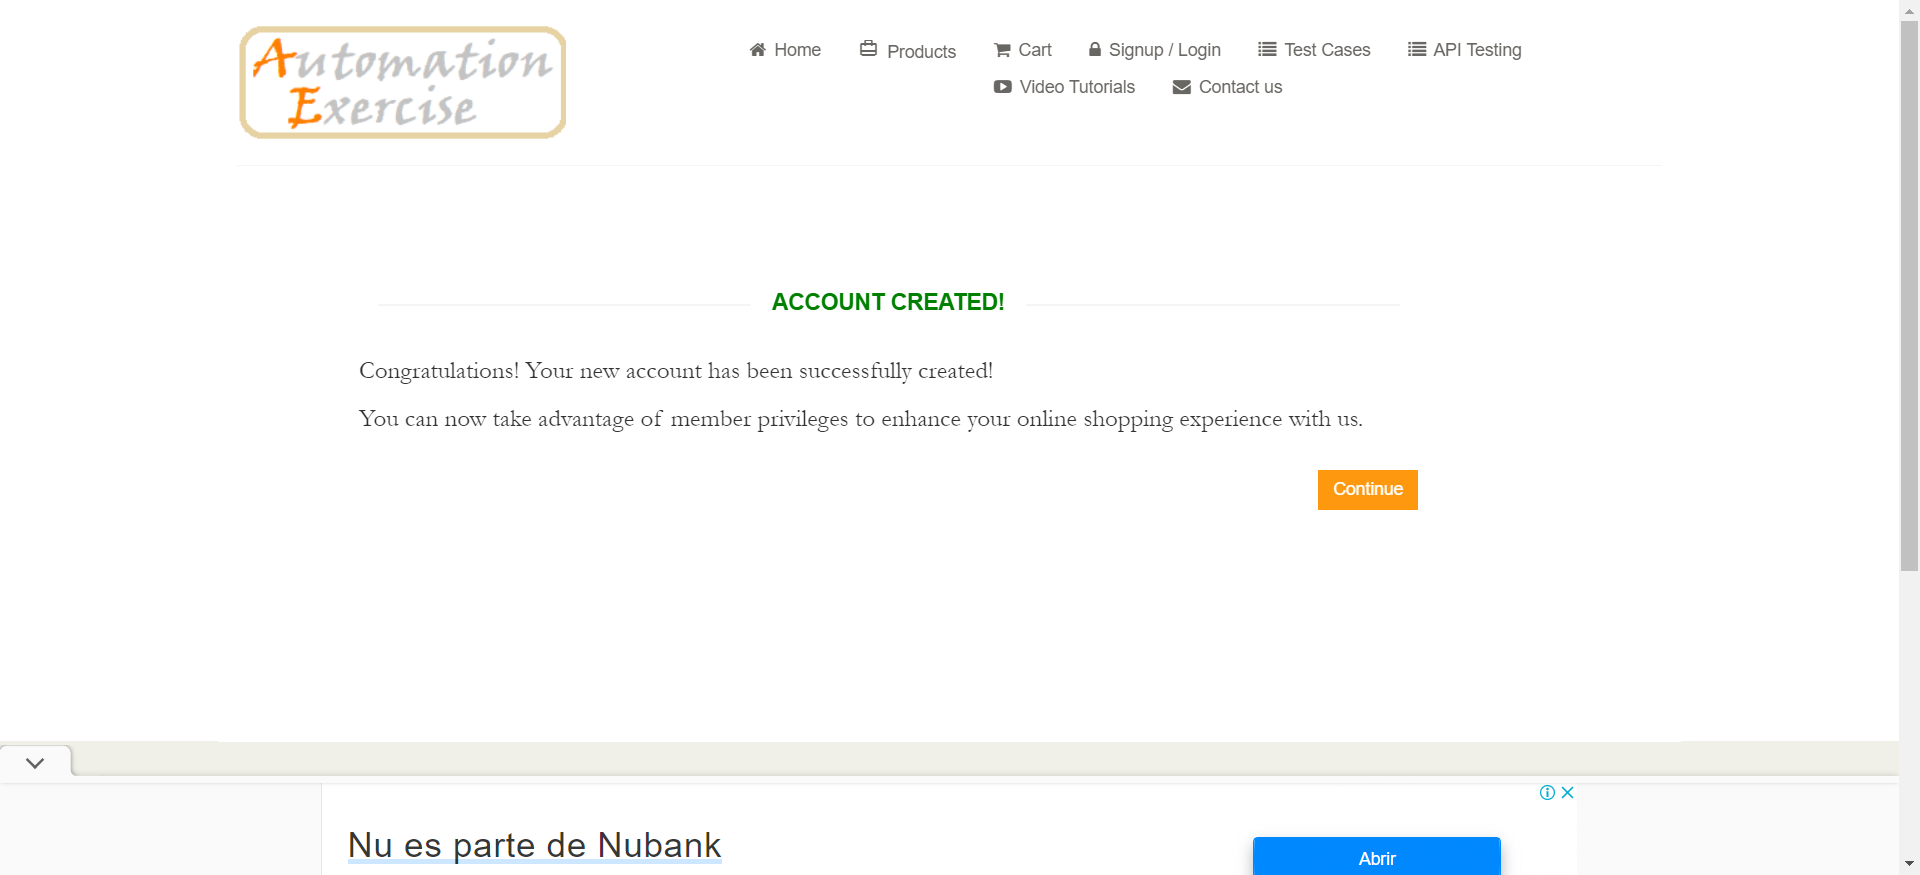 Automation
Exercise
Home
Products
Cart
Signup / Login
Test Cases
API Testing
Video Tutorials
Contact us
ACCOUNT CREATED!
Congratulations! Your new account has been successfully created!
You can now take advantage of member privileges to enhance your online shopping experience with us.
Continue
Nu es parte de Nubank
Abrir